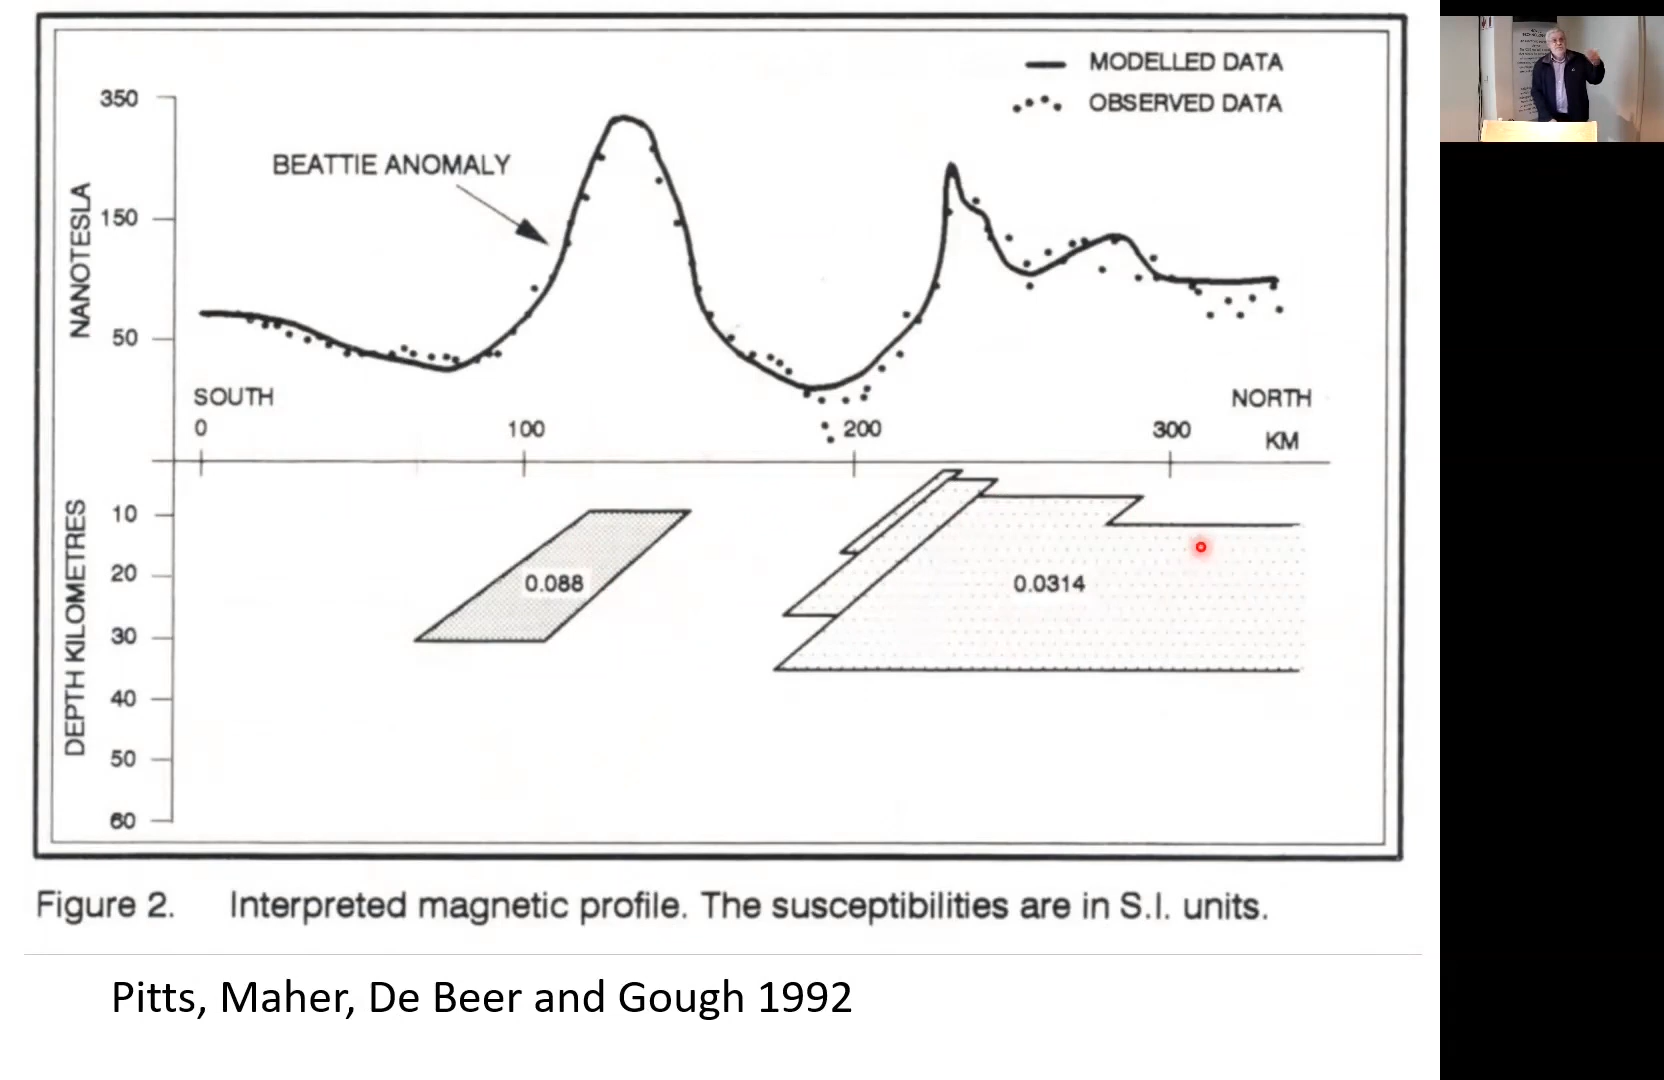 MODELLED DATA
OBSERVED DATA
350
BEATTIE ANOMALY
150
NANOTESLA
50
SOUTH
NORTH
0
100
200
300
KM
10
20
0.088
0.0314
30
DEPTH KILOMETRES
40
50
60
Figure 2. Interpreted magnetic profile. The susceptibilities are in S.I. units.
Pitts, Maher, De Beer and Gough 1992